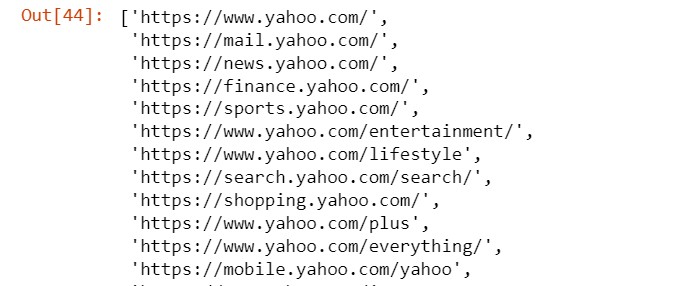 Out[44]: ['https://www.yahoo.com/',
'https://mail.yahoo.com/',
'https://news.yahoo.com/',
'https://finance.yahoo.com/',
'https://sports.yahoo.com/',
'https://www.yahoo.com/entertainment/',
'https://www.yahoo.com/lifestyle',
'https://search.yahoo.com/search/',
'https://shopping.yahoo.com/',
'https://www.yahoo.com/plus',
'https://www.yahoo.com/everything/',
'https://mobile.yahoo.com/yahoo',